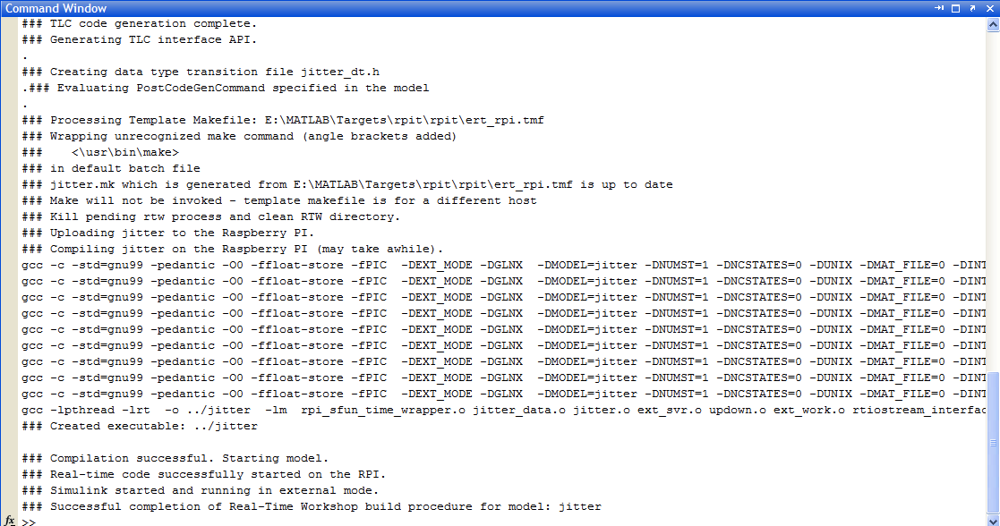 Command Window
### TLC code generation complete.
### Generating TLC interface API.
.
### Creating data type transition file jitter_dt.h
.### Evaluating PostCodeGenCommand specified in the model
.
### Processing Template Makefile: E:\MATLAB\Targets\rpit\rpit\ert_rpi.tmf
### Wrapping unrecognized make command (angle brackets added)
###    <\usr\bin\make>
### in default batch file
### jitter.mk which is generated from E:\MATLAB\Targets\rpit\rpit\ert_rpi.tmf is up to date
### Make will not be invoked - template makefile is for a different host
### Kill pending rtw process and clean RTW directory.
### Uploading jitter to the Raspberry PI.
### Compiling jitter on the Raspberry PI (may take awhile).
gcc -c -std=gnu99 -pedantic -O0 -ffloat-store -fPIC  -DEXT_MODE -DGLNX  -DMODEL=jitter -DNUMST=1 -DNCSTATES=0 -DUNIX -DMAT_FILE=0 -DINT
gcc -c -std=gnu99 -pedantic -O0 -ffloat-store -fPIC  -DEXT_MODE -DGLNX  -DMODEL=jitter -DNUMST=1 -DNCSTATES=0 -DUNIX -DMAT_FILE=0 -DINT
gcc -c -std=gnu99 -pedantic -O0 -ffloat-store -fPIC  -DEXT_MODE -DGLNX  -DMODEL=jitter -DNUMST=1 -DNCSTATES=0 -DUNIX -DMAT_FILE=0 -DINT
gcc -c -std=gnu99 -pedantic -O0 -ffloat-store -fPIC  -DEXT_MODE -DGLNX  -DMODEL=jitter -DNUMST=1 -DNCSTATES=0 -DUNIX -DMAT_FILE=0 -DINT
gcc -c -std=gnu99 -pedantic -O0 -ffloat-store -fPIC  -DEXT_MODE -DGLNX  -DMODEL=jitter -DNUMST=1 -DNCSTATES=0 -DUNIX -DMAT_FILE=0 -DINT
gcc -c -std=gnu99 -pedantic -O0 -ffloat-store -fPIC  -DEXT_MODE -DGLNX  -DMODEL=jitter -DNUMST=1 -DNCSTATES=0 -DUNIX -DMAT_FILE=0 -DINT
gcc -c -std=gnu99 -pedantic -O0 -ffloat-store -fPIC  -DEXT_MODE -DGLNX  -DMODEL=jitter -DNUMST=1 -DNCSTATES=0 -DUNIX -DMAT_FILE=0 -DINT
gcc -c -std=gnu99 -pedantic -O0 -ffloat-store -fPIC  -DEXT_MODE -DGLNX  -DMODEL=jitter -DNUMST=1 -DNCSTATES=0 -DUNIX -DMAT_FILE=0 -DINT
gcc -c -std=gnu99 -pedantic -O0 -ffloat-store -fPIC  -DEXT_MODE -DGLNX  -DMODEL=jitter -DNUMST=1 -DNCSTATES=0 -DUNIX -DMAT_FILE=0 -DINT
gcc -lpthread -lrt  -o ../jitter  -lm  rpi_sfun_time_wrapper.o jitter_data.o jitter.o ext_svr.o updown.o ext_work.o rtiostream_interfac
### Created executable: ../jitter
### Compilation successful. Starting model.
### Real-time code successfully started on the RPI.
### Simulink started and running in external mode.
### Successful completion of Real-Time Workshop build procedure for model: jitter
fx >>